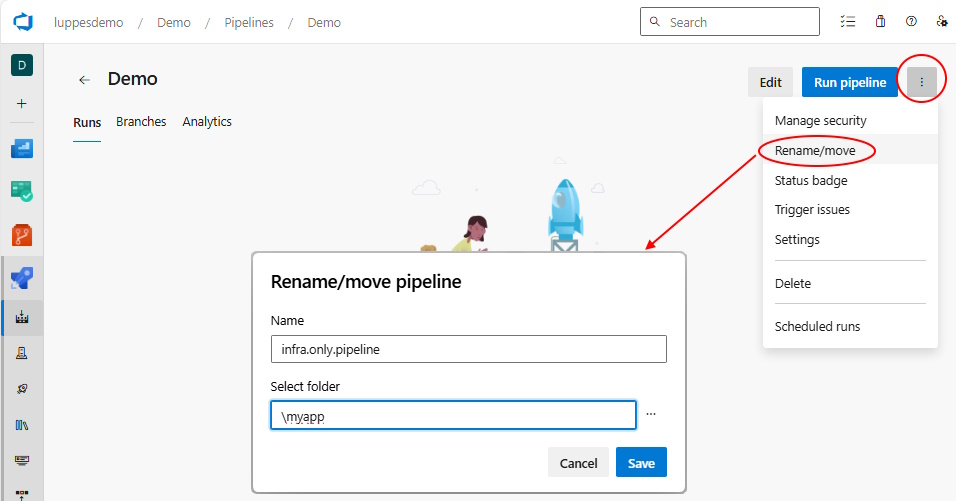 luppesdemo / Demo / Pipelines / Demo
Search
D
Demo
Edit
Run pipeline
Runs
Branches
Analytics
Manage security
Rename/move
Status badge
Trigger issues
Settings
Delete
Scheduled runs
Rename/move pipeline
Name
infra.only.pipeline
Select folder
\myapp
...
Cancel
Save